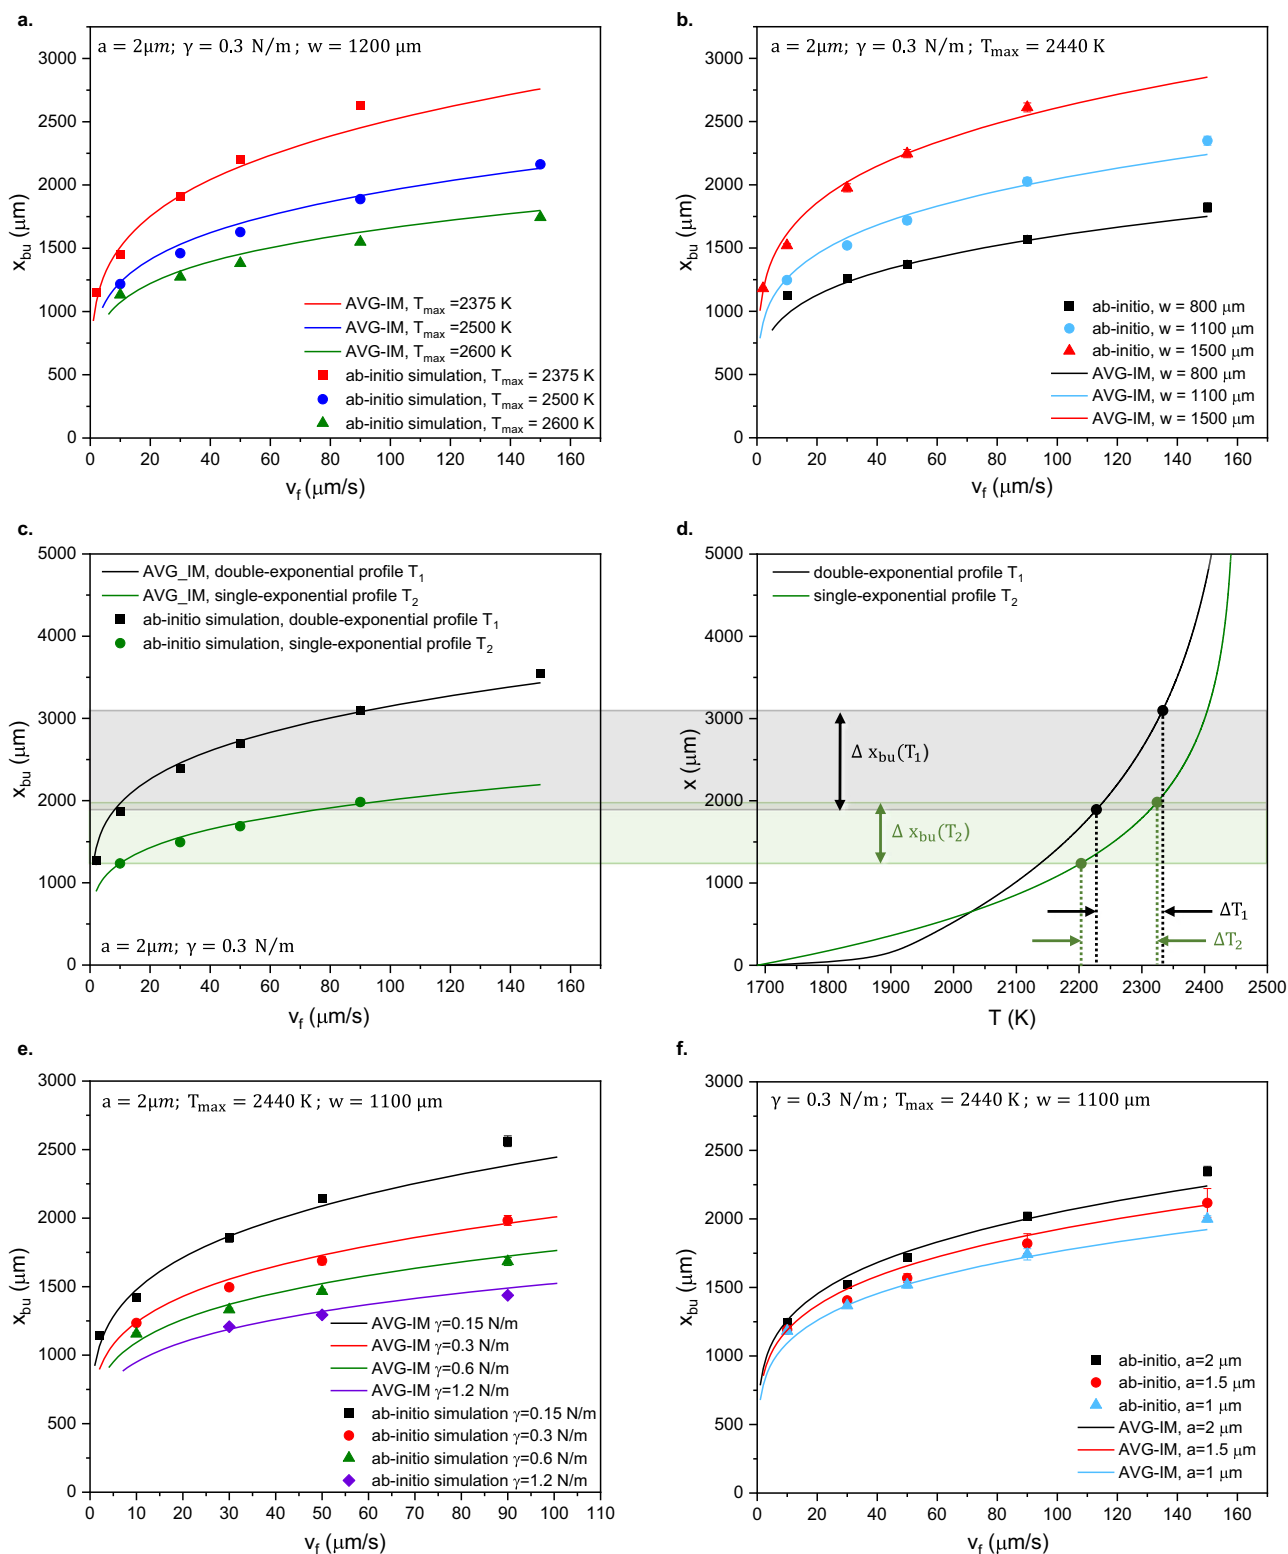 a.
a = 2μm; γ = 0.3 N/m; w = 1200 μm
3000
2500
2000
1500
1000
500
0
x_bu (μm)
AVG-IM, T_max =2375 K
AVG-IM, T_max =2500 K
AVG-IM, T_max =2600 K
ab-initio simulation, T_max = 2375 K
ab-initio simulation, T_max = 2500 K
ab-initio simulation, T_max = 2600 K
0 20 40 60 80 100 120 140 160
v_f (μm/s)
b.
a = 2μm; γ = 0.3 N/m ; T_max = 2440 K
3000
2500
2000
1500
1000
500
0
x_bu (μm)
ab-initio, w = 800 μm
ab-initio, w = 1100 μm
ab-initio, w = 1500 μm
AVG-IM, w = 800 μm
AVG-IM, w = 1100 μm
AVG-IM, w = 1500 μm
0 20 40 60 80 100 120 140 160
v_f (μm/s)
c.
5000
4000
3000
2000
1000
0
x_bu (μm)
AVG_IM, double-exponential profile T_1
AVG_IM, single-exponential profile T_2
ab-initio simulation, double-exponential profile T_1
ab-initio simulation, single-exponential profile T_2
a = 2μm; γ = 0.3 N/m
0 20 40 60 80 100 120 140 160
v_f (μm/s)
d.
5000
4000
3000
2000
1000
0
x (μm)
double-exponential profile T_1
single-exponential profile T_2
Δ x_bu(T_1)
Δ x_bu(T_2)
ΔT_1
ΔT_2
1700 1800 1900 2000 2100 2200 2300 2400 2500
T (K)
e.
a = 2μm; T_max = 2440 K ; w = 1100 μm
3000
2500
2000
1500
1000
500
0
x_bu (μm)
AVG-IM γ=0.15 N/m
AVG-IM γ=0.3 N/m
AVG-IM γ=0.6 N/m
AVG-IM γ=1.2 N/m
ab-initio simulation γ=0.15 N/m
ab-initio simulation γ=0.3 N/m
ab-initio simulation γ=0.6 N/m
ab-initio simulation γ=1.2 N/m
0 10 20 30 40 50 60 70 80 90 100 110
v_f (μm/s)
f.
γ = 0.3 N/m ; T_max = 2440 K ; w = 1100 μm
3000
2500
2000
1500
1000
500
0
x_bu (μm)
ab-initio, a=2 μm
ab-initio, a=1.5 μm
ab-initio, a=1 μm
AVG-IM, a=2 μm
AVG-IM, a=1.5 μm
AVG-IM, a=1 μm
0 20 40 60 80 100 120 140 160
v_f (μm/s)